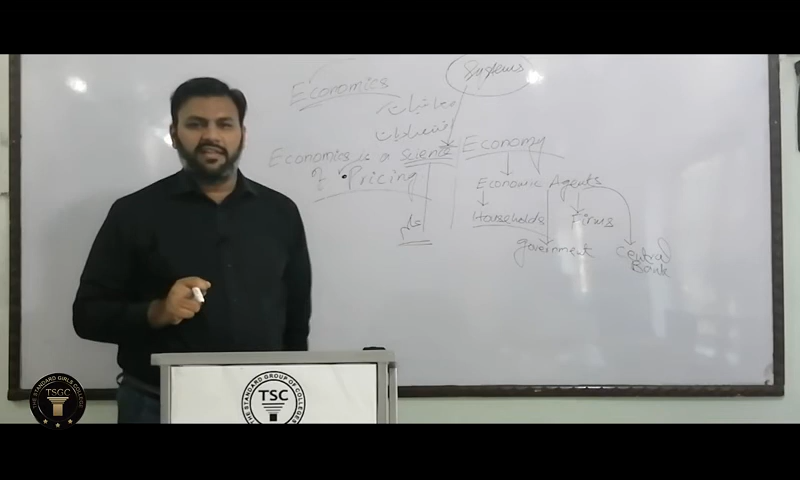 Economics
معاشیات
اقتصادیات
Economics is a Science
of Pricing
علم
Systems
Economy
Economic Agents
Households
Firms
government
Central
Bank
THE STANDARD GROUP OF COLLEGES
TSC
THE STANDARD GIRLS COLLEGE
TSGC